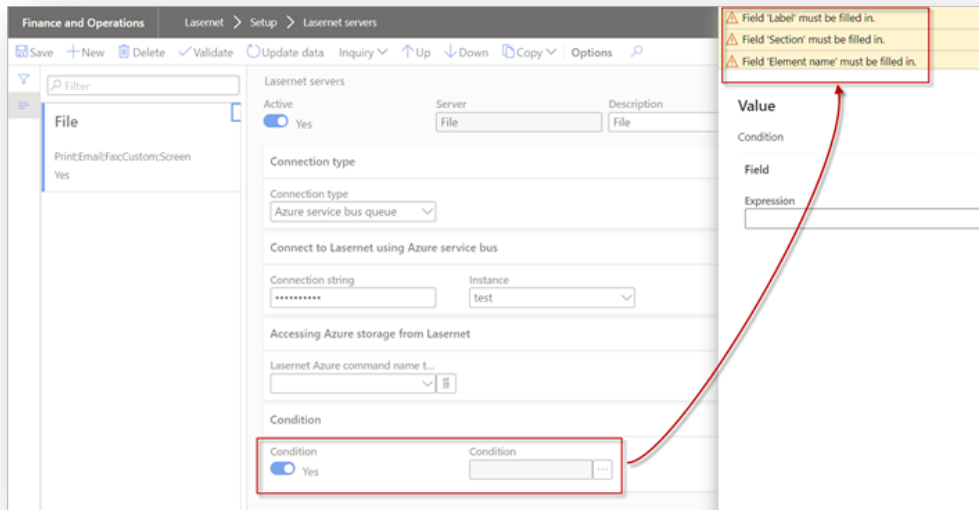 Finance and Operations Lasernet > Setup > Lasernet servers
Save New Delete Validate Update data Inquiry Up Down Copy Options
Filter
File
Print;Email;Fax;Custom;Screen
Yes
Lasernet servers
Active Server Description
Yes File File
Connection type
Connection type
Azure service bus queue
Connect to Lasernet using Azure service bus
Connection string Instance
•••••••••• test
Accessing Azure storage from Lasernet
Lasernet Azure command name t...
Condition
Condition Condition
Yes ...
Field 'Label' must be filled in.
Field 'Section' must be filled in.
Field 'Element name' must be filled in.
Value
Condition
Field
Expression